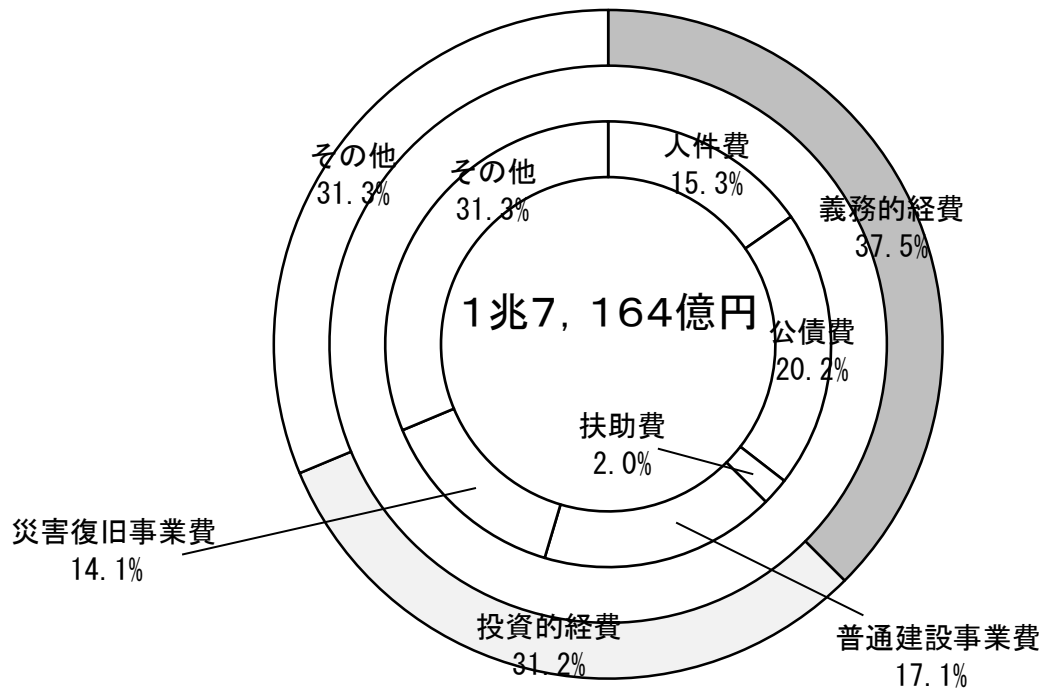 その他
31.3%
その他
31.3%
人件費
15.3%
義務的経費
37.5%
1兆7,164億円
公債費
20.2%
扶助費
2.0%
災害復旧事業費
14.1%
投資的経費
31.2%
普通建設事業費
17.1%